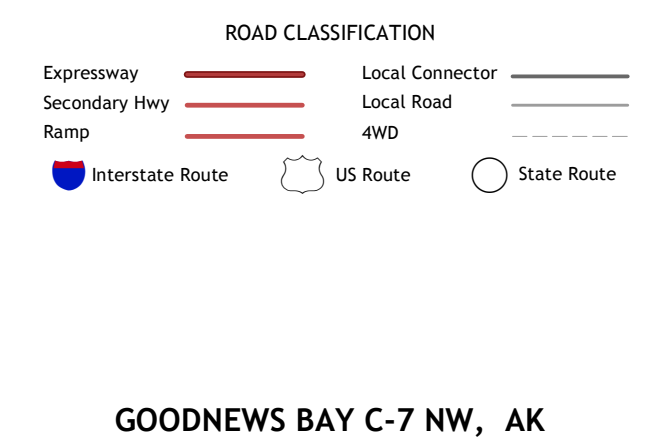 ROAD CLASSIFICATION
Expressway
Secondary Hwy
Ramp
Local Connector
Local Road
4WD
Interstate Route
US Route
State Route
GOODNEWS BAY C-7 NW, AK